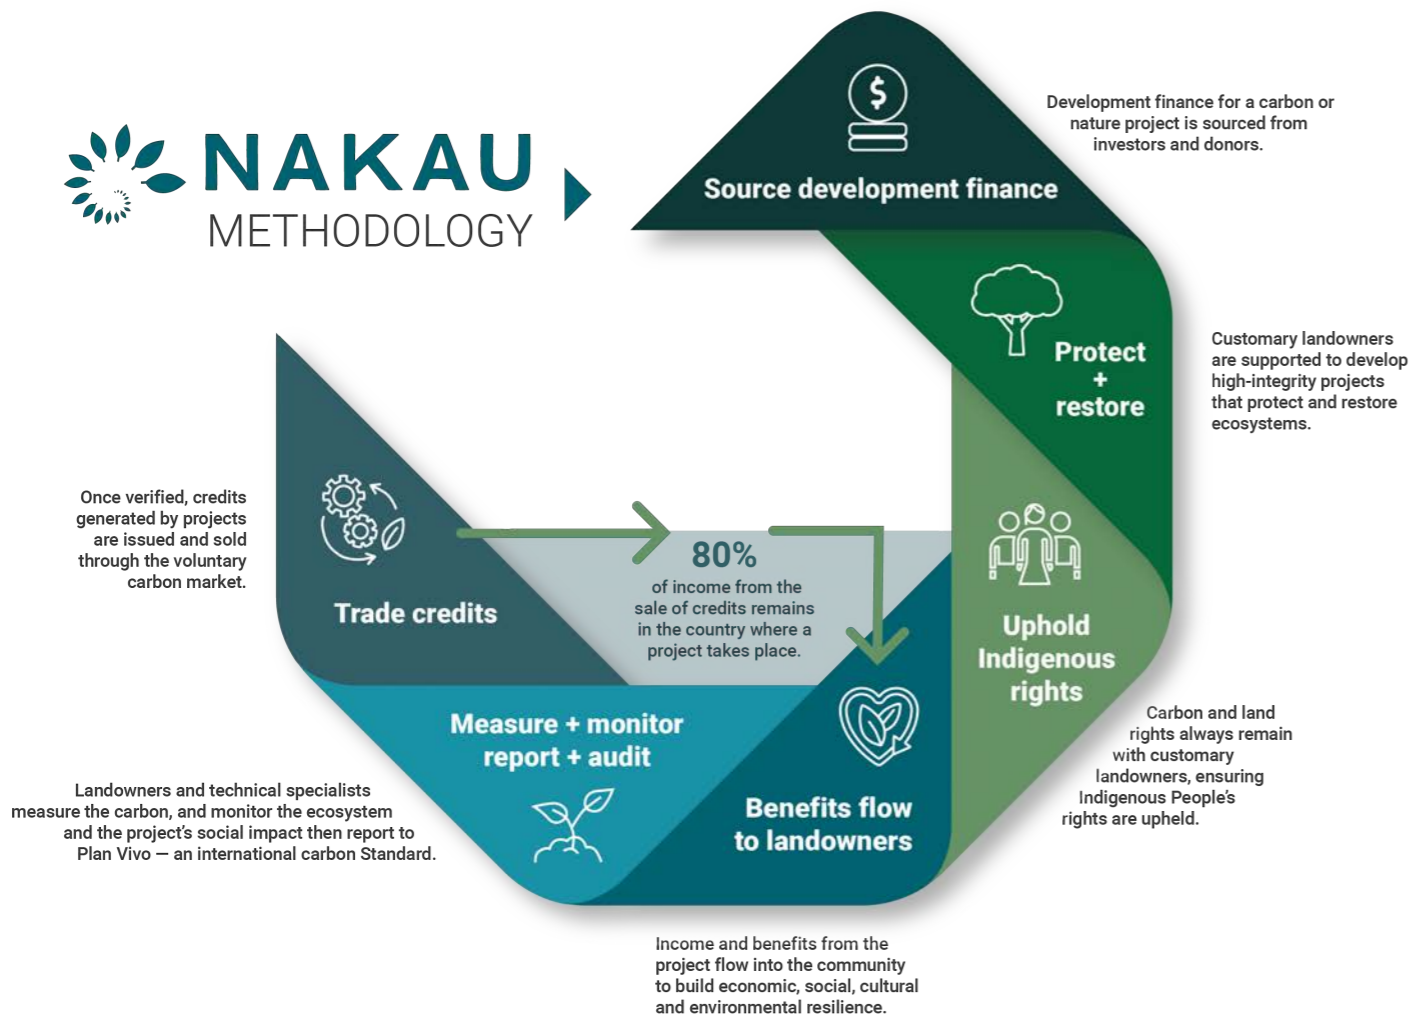 NAKAU
METHODOLOGY
$
Source development finance
Development finance for a carbon or
nature project is sourced from
investors and donors.
Protect
+
restore
Customary landowners
are supported to develop
high-integrity projects
that protect and restore
ecosystems.
Uphold
Indigenous
rights
Carbon and land
rights always remain
with customary
landowners, ensuring
Indigenous People's
rights are upheld.
Benefits flow
to landowners
Income and benefits from the
project flow into the community
to build economic, social, cultural
and environmental resilience.
Measure + monitor
report + audit
Landowners and technical specialists
measure the carbon, and monitor the ecosystem
and the project's social impact then report to
Plan Vivo — an international carbon Standard.
Trade credits
Once verified, credits
generated by projects
are issued and sold
through the voluntary
carbon market.
80%
of income from the
sale of credits remains
in the country where a
project takes place.